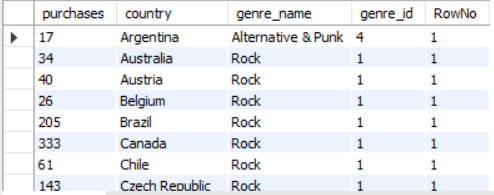 purchases country genre_name genre_id RowNo
17 Argentina Alternative & Punk 4 1
34 Australia Rock 1 1
40 Austria Rock 1 1
26 Belgium Rock 1 1
205 Brazil Rock 1 1
333 Canada Rock 1 1
61 Chile Rock 1 1
143 Czech Republic Rock 1 1